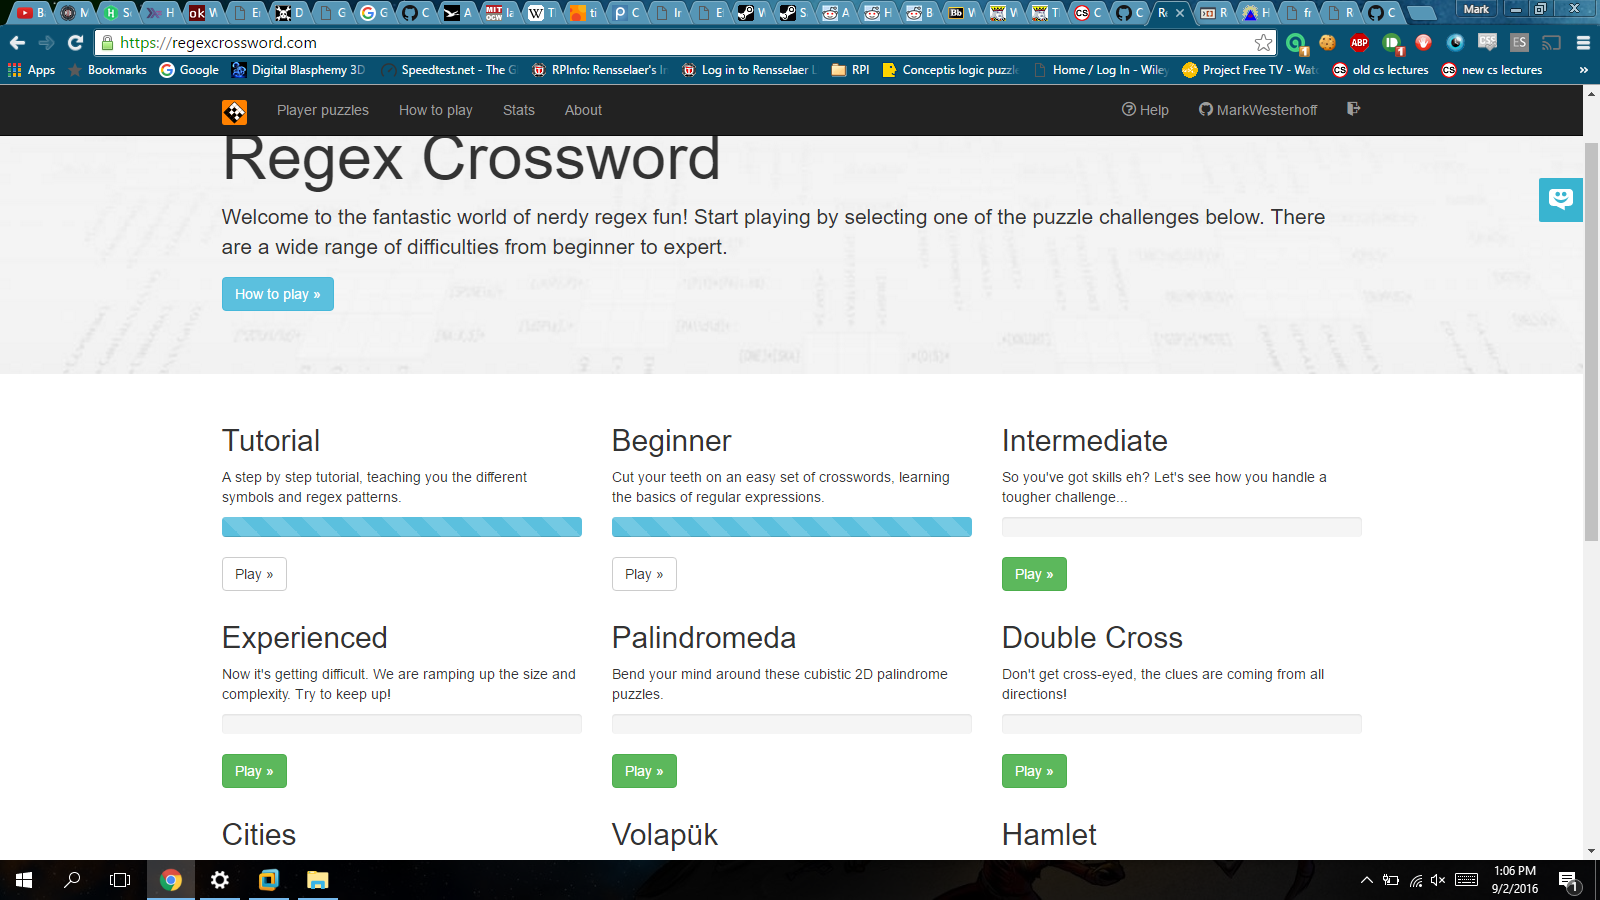 Mark
https://regexcrossword.com
Apps
Bookmarks
Google
Digital Blasphemy 3D
Speedtest.net - The G
RPInfo: Rensselaer's In
Log in to Rensselaer L
RPI
Conceptis logic puzzle
Home / Log In - Wiley
Project Free TV - Wat
old cs lectures
new cs lectures
»
Player puzzles
How to play
Stats
About
Help
MarkWesterhoff
Regex Crossword
Welcome to the fantastic world of nerdy regex fun! Start playing by selecting one of the puzzle challenges below. There
are a wide range of difficulties from beginner to expert.
How to play »
Tutorial
A step by step tutorial, teaching you the different
symbols and regex patterns.
Play »
Beginner
Cut your teeth on an easy set of crosswords, learning
the basics of regular expressions.
Play »
Intermediate
So you've got skills eh? Let's see how you handle a
tougher challenge...
Play »
Experienced
Now it's getting difficult. We are ramping up the size and
complexity. Try to keep up!
Play »
Palindromeda
Bend your mind around these cubistic 2D palindrome
puzzles.
Play »
Double Cross
Don't get cross-eyed, the clues are coming from all
directions!
Play »
Cities
Volapük
Hamlet
1:06 PM
9/2/2016
1